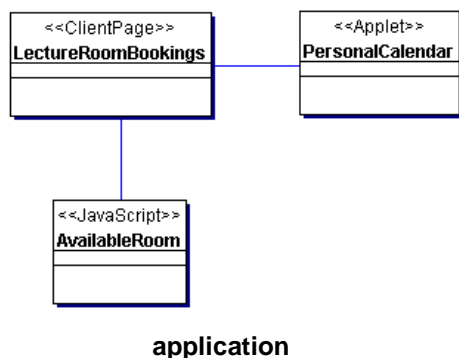 <<ClientPage>>
LectureRoomBookings
<<Applet>>
PersonalCalendar
<<JavaScript>>
AvailableRoom
application